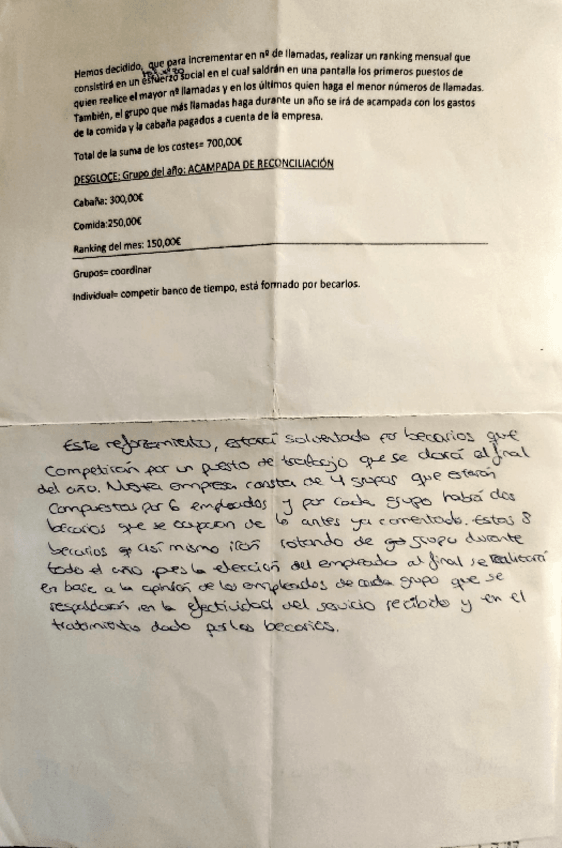 Hemos decidido, que para incrementar en nº de llamadas, realizar un ranking mensual que
consistirá en un esfuerzo social en el cual saldrán en una pantalla los primeros puestos de
quien realice el mayor nº llamadas y en los últimos quien haga el menor números de llamadas.
También, el grupo que más llamadas haga durante un año se irá de acampada con los gastos
de la comida y la cabaña pagados a cuenta de la empresa.
Total de la suma de los costes= 700,00€
DESGLOCE: Grupo del año: ACAMPADA DE RECONCILIACIÓN
Cabaña: 300,00€
Comida:250,00€
Ranking del mes: 150,00€
Grupos= coordinar
Individual= competir banco de tiempo, está formado por becarios.
Este reforzamiento, estará solventado por becarios que
competirán por un puesto de trabajo que se dará al final
del año. Nuestra empresa consta de 4 grupos que estarán
compuestos por 6 empleados, y por cada grupo habrá dos
becarios que se ocupan de lo antes ya comentado. Estos 8
becarios así mismo irán rotando de grupo durante
todo el año pues la elección del empleado al final se realizará
en base a la opinión de los empleados de cada grupo que se
respaldarán en la efectividad del servicio recibido y en el
tratamiento dado por los becarios.